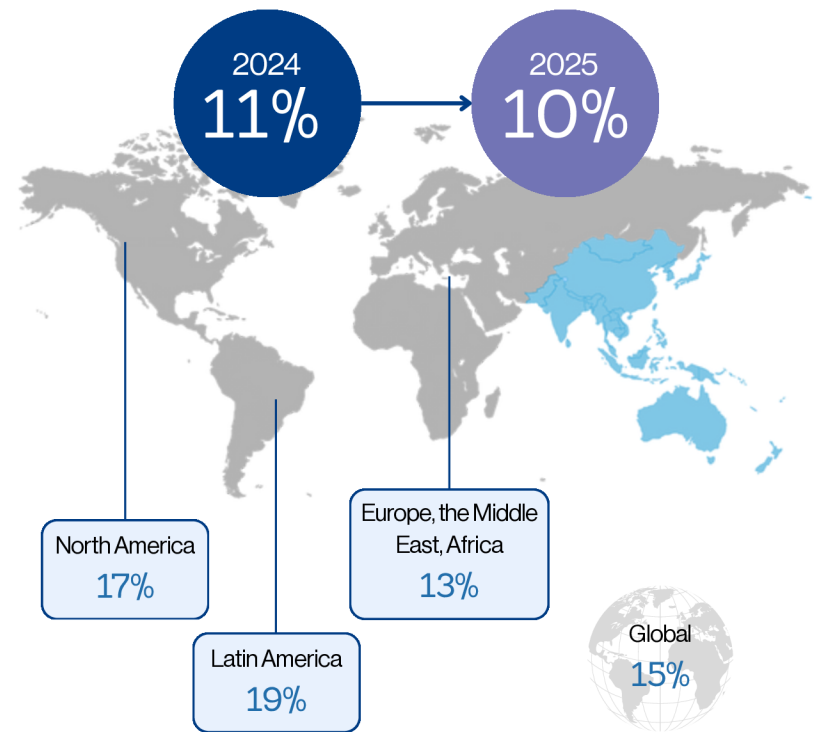 2024
11%
2025
10%
North America
17%
Latin America
19%
Europe, the Middle
East, Africa
13%
Global
15%